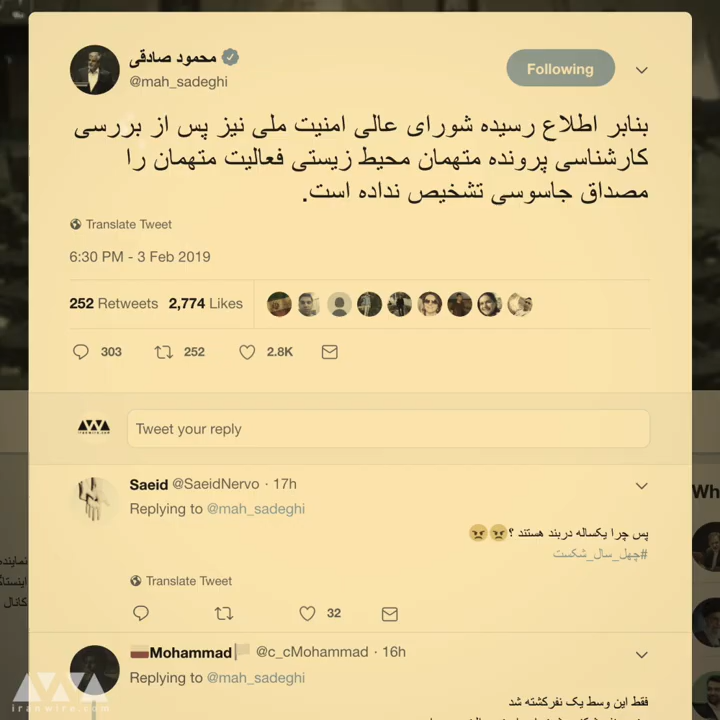 محمود صادقی
@mah_sadeghi
Following
بنابر اطلاع رسیده شورای عالی امنیت ملی نیز پس از بررسی
کارشناسی پرونده متهمان محیط زیستی فعالیت متهمان را
مصداق جاسوسی تشخیص نداده است.
Translate Tweet
6:30 PM - 3 Feb 2019
252 Retweets 2,774 Likes
303 252 2.8K
Tweet your reply
Saeid @SaeidNervo · 17h
Replying to @mah_sadeghi
پس چرا یکساله دربند هستند ؟😠😠
#چهل_سال_شکست
Translate Tweet
32
Mohammad @c_cMohammad · 16h
Replying to @mah_sadeghi
فقط این وسط یک نفرکشته شد
Wh
کانال
iranwire.com